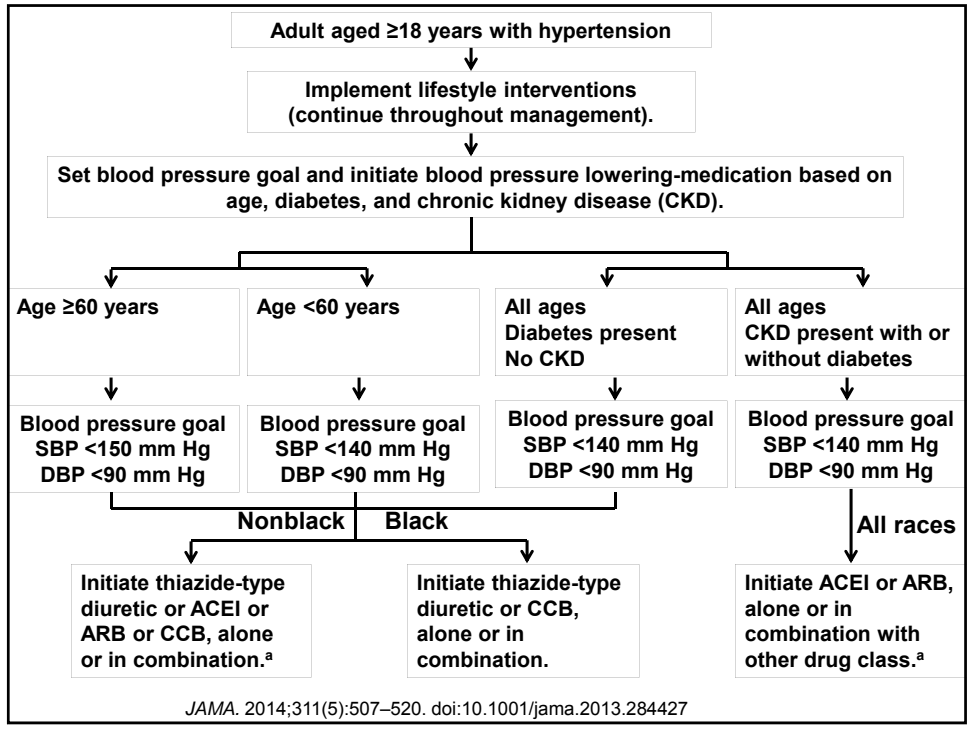 Adult aged ≥18 years with hypertension
Implement lifestyle interventions
(continue throughout management).
Set blood pressure goal and initiate blood pressure lowering-medication based on
age, diabetes, and chronic kidney disease (CKD).
Age ≥60 years
Age <60 years
All ages
Diabetes present
No CKD
All ages
CKD present with or
without diabetes
Blood pressure goal
SBP <150 mm Hg
DBP <90 mm Hg
Blood pressure goal
SBP <140 mm Hg
DBP <90 mm Hg
Blood pressure goal
SBP <140 mm Hg
DBP <90 mm Hg
Blood pressure goal
SBP <140 mm Hg
DBP <90 mm Hg
Nonblack
Black
All races
Initiate thiazide-type
diuretic or ACEI or
ARB or CCB, alone
or in combination.ᵃ
Initiate thiazide-type
diuretic or CCB,
alone or in
combination.
Initiate ACEI or ARB,
alone or in
combination with
other drug class.ᵃ
JAMA. 2014;311(5):507–520. doi:10.1001/jama.2013.284427